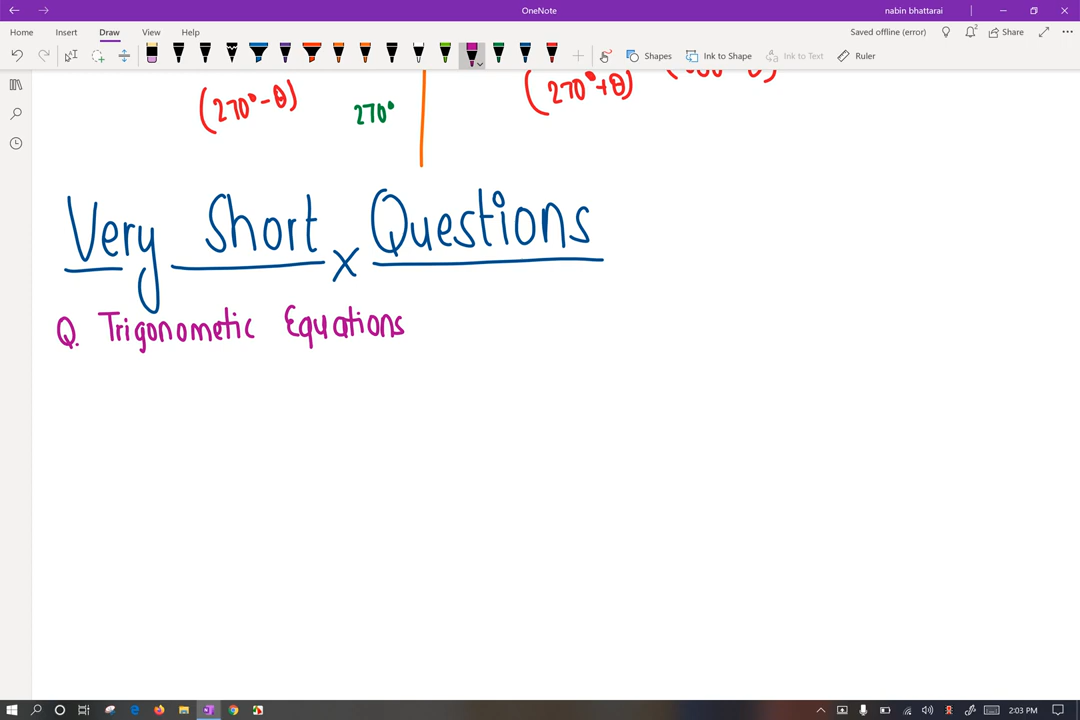 OneNote
nabin bhattarai
Home Insert Draw View Help
Saved offline (error) Share
Shapes Ink to Shape Ink to Text Ruler
(270°-θ) 270° (270°+θ)
Very Short Questions
Q. Trigonometic Equations
2:03 PM